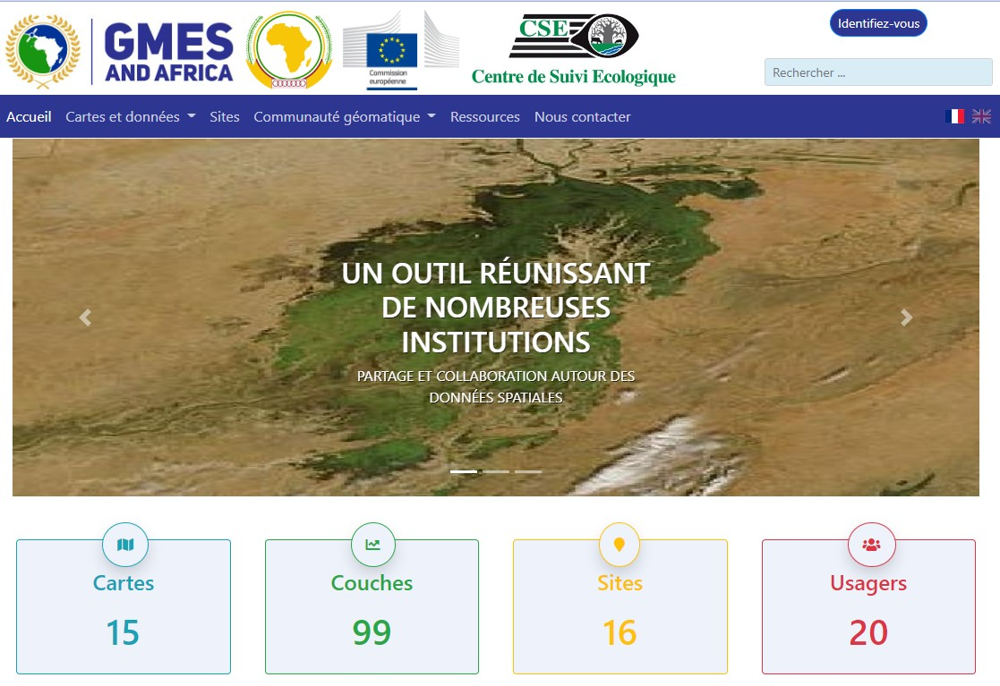 GMES
AND AFRICA
Commission
européenne
CSE
Centre de Suivi Ecologique
Identifiez-vous
Rechercher ...
Accueil Cartes et données Sites Communauté géomatique Ressources Nous contacter
UN OUTIL RÉUNISSANT
DE NOMBREUSES
INSTITUTIONS
PARTAGE ET COLLABORATION AUTOUR DES
DONNÉES SPATIALES
Cartes
15
Couches
99
Sites
16
Usagers
20